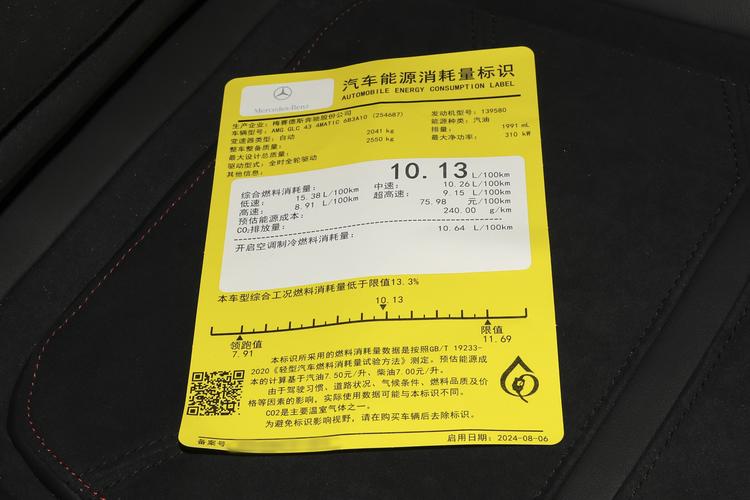 汽车能源消耗量标识
AUTOMOBILE ENERGY CONSUMPTION LABEL
Mercedes-Benz
生产企业: 梅赛德斯奔驰股份公司
车辆型号: AMG GLC 43 4MATIC 6B3A10 (254687) 发动机型号: 139580
变速器类型: 自动 能源种类: 汽油
整车整备质量: 2041 kg 排量: 1991 mL
最大设计总质量: 2550 kg 最大净功率: 310 kW
驱动型式: 全时全轮驱动
其他信息:
综合燃料消耗量: 10.13 L/100km
低速: 15.38 L/100km 中速: 10.26 L/100km
高速: 8.91 L/100km 超高速: 9.15 L/100km
预估能源成本: 75.98 元/100km
CO2排放量: 240.00 g/km
开启空调制冷燃料消耗量: 10.64 L/100km
本车型综合工况燃料消耗量低于限值13.3%
10.13
领跑值 限值
7.91 11.69
本标识所采用的燃料消耗量数据是按照GB/T 19233-
2020《轻型汽车燃料消耗量试验方法》测定。预估能源成
本的计算基于汽油7.50元/升、柴油7.00元/升。
由于驾驶习惯、道路状况、气候条件、燃料品质及价
格等因素的影响，实际使用数据可能与本标识不同。
CO2是主要温室气体之一。
为避免标识影响视野，请在购买车辆后去除标识。
备案号 启用日期: 2024-08-06